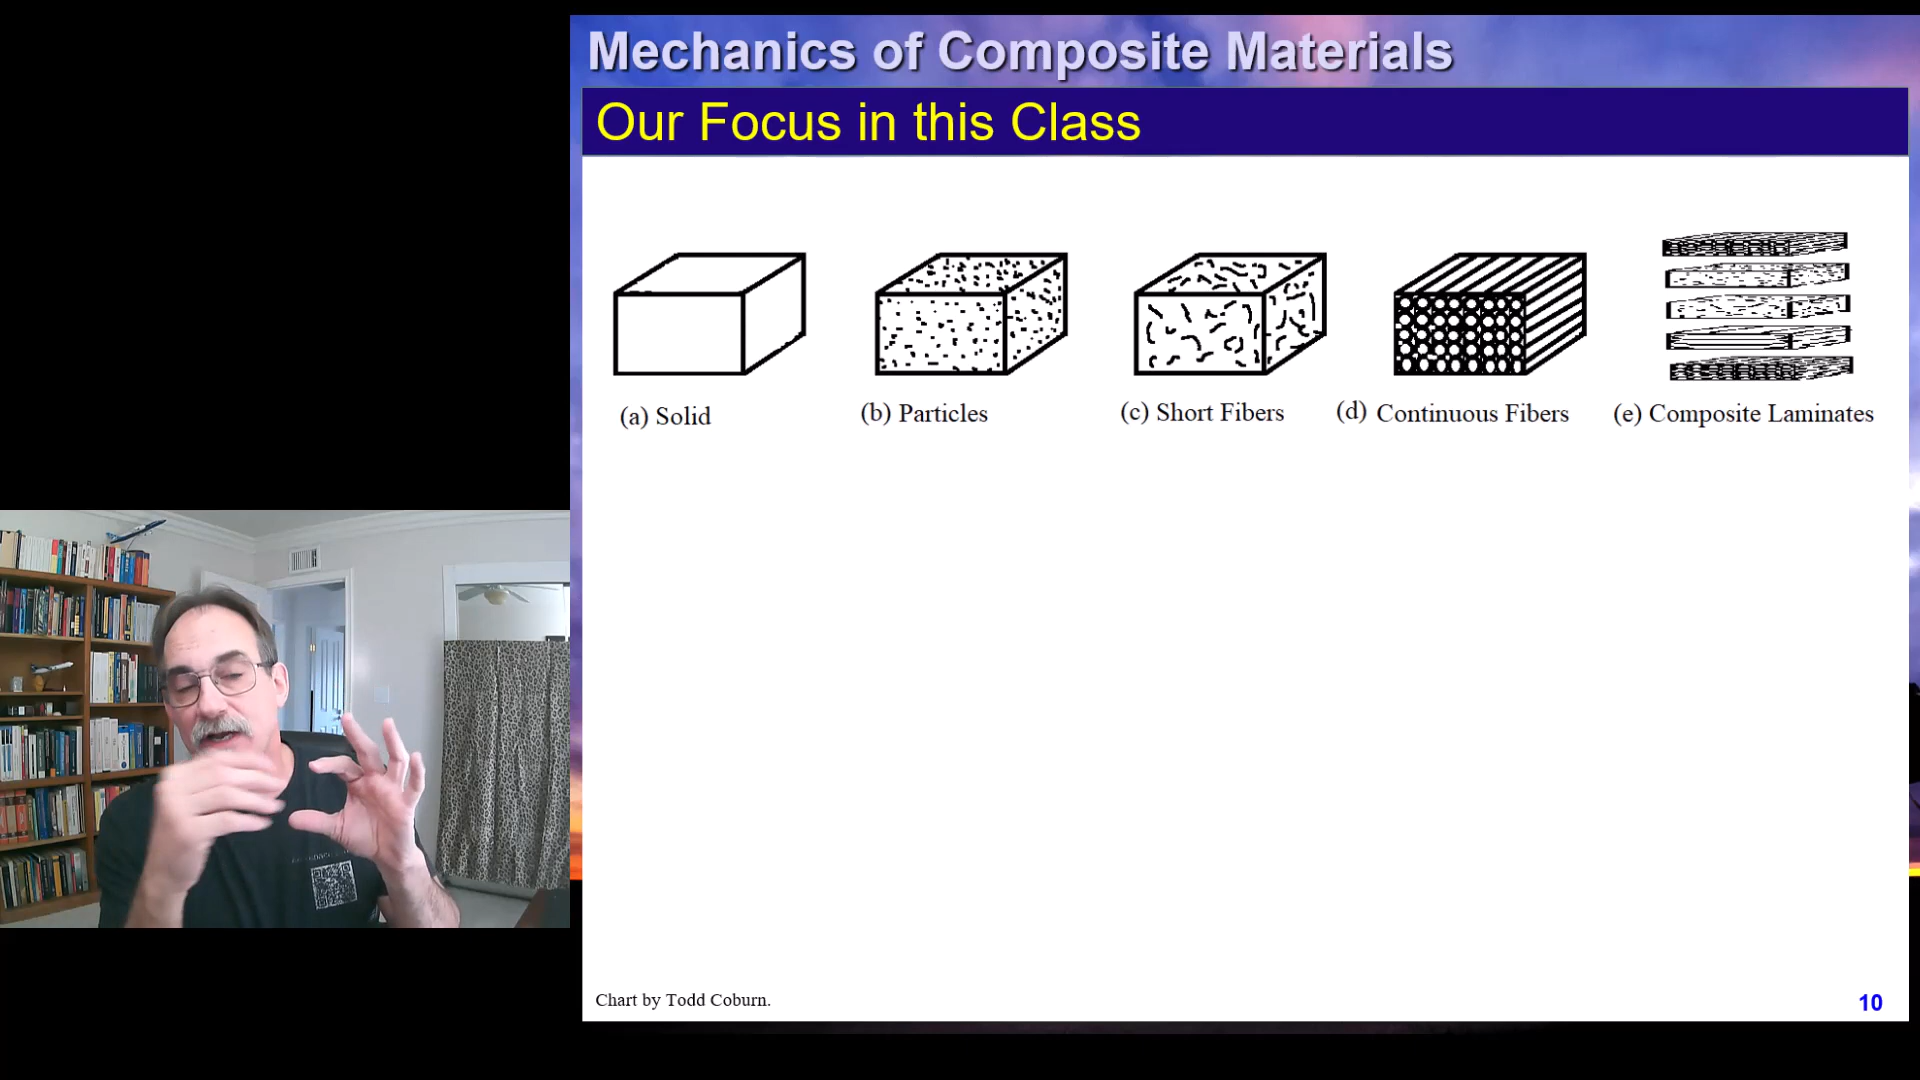 Mechanics of Composite Materials
Our Focus in this Class
(a) Solid
(b) Particles
(c) Short Fibers
(d) Continuous Fibers
(e) Composite Laminates
Chart by Todd Coburn.
10